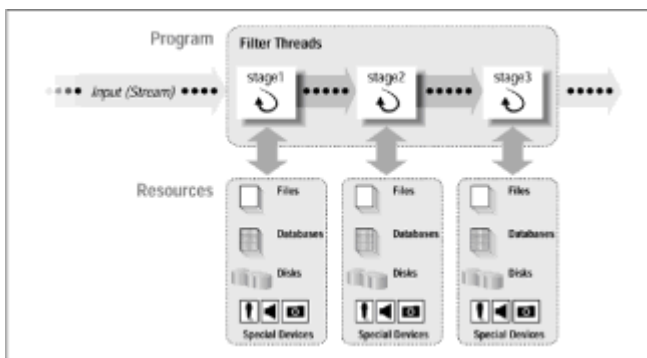 Program
Filter Threads
stage1
stage2
stage3
Input (Stream)
Resources
Files
Files
Files
Databases
Databases
Databases
Disks
Disks
Disks
Special Devices
Special Devices
Special Devices